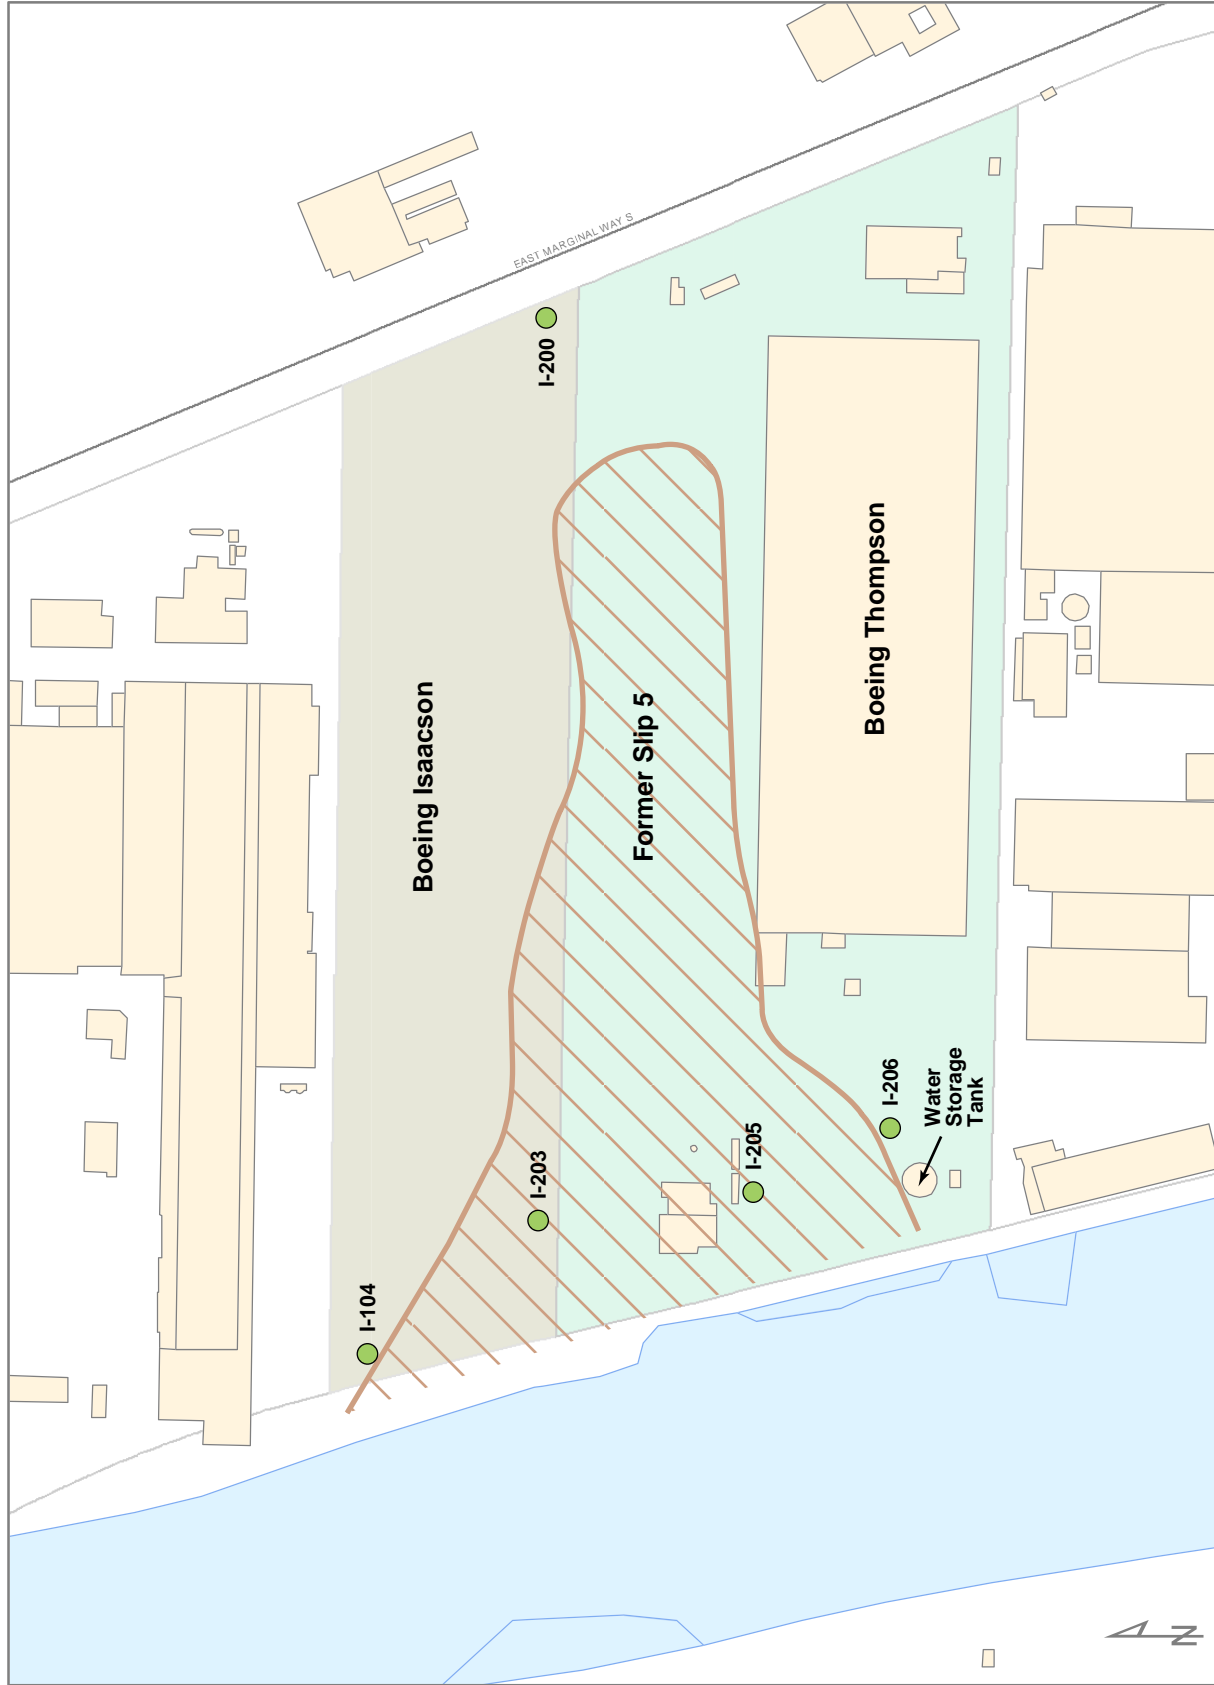 EAST MARGINAL WAY S
I-200
Boeing Isaacson
Former Slip 5
Boeing Thompson
I-104
I-203
I-205
I-206
Water
Storage
Tank
N